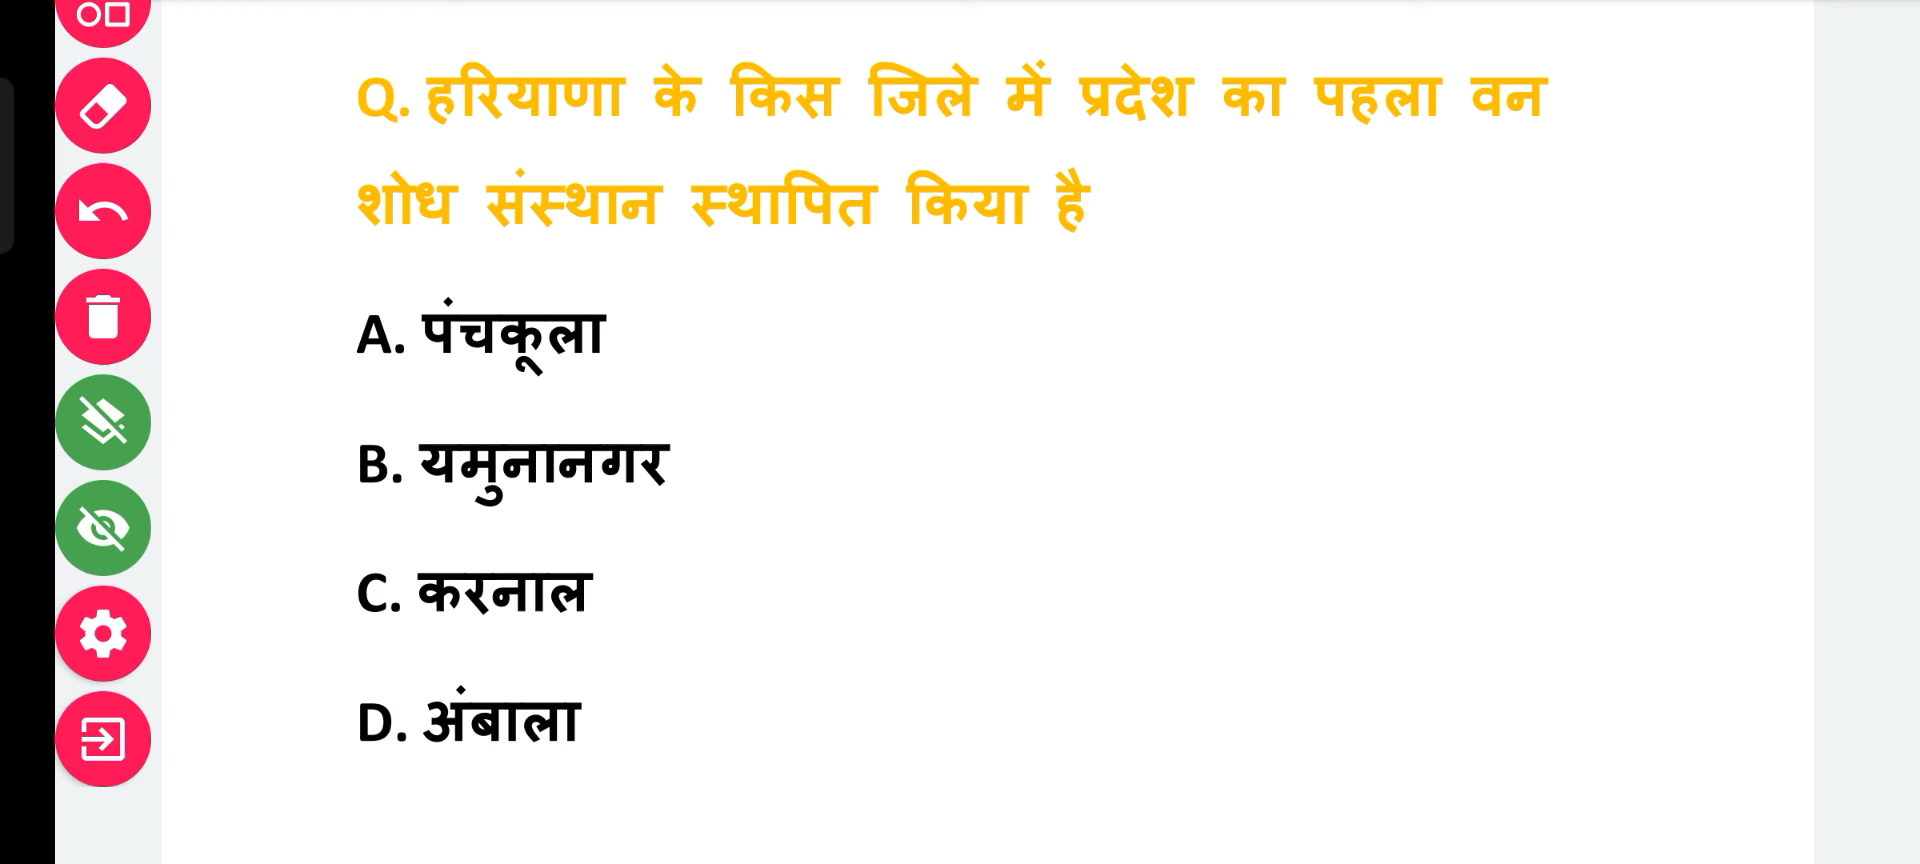 Q. हरियाणा के किस जिले में प्रदेश का पहला वन
शोध संस्थान स्थापित किया है
A. पंचकूला
B. यमुनानगर
C. करनाल
D. अंबाला